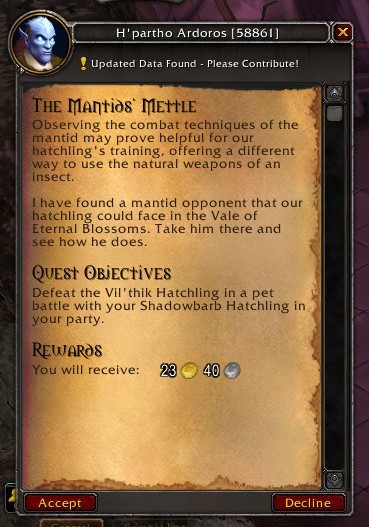 H'partho Ardoros [58861]
Updated Data Found - Please Contribute!
The Mantids' Mettle
Observing the combat techniques of the
mantid may prove helpful for our
hatchling's training, offering a different
way to use the natural weapons of an
insect.
I have found a mantid opponent that our
hatchling could face in the Vale of
Eternal Blossoms. Take him there and
see how he does.
Quest Objectives
Defeat the Vil'thik Hatchling in a pet
battle with your Shadowbarb Hatchling in
your party.
Rewards
You will receive: 23 40
Accept Decline
General